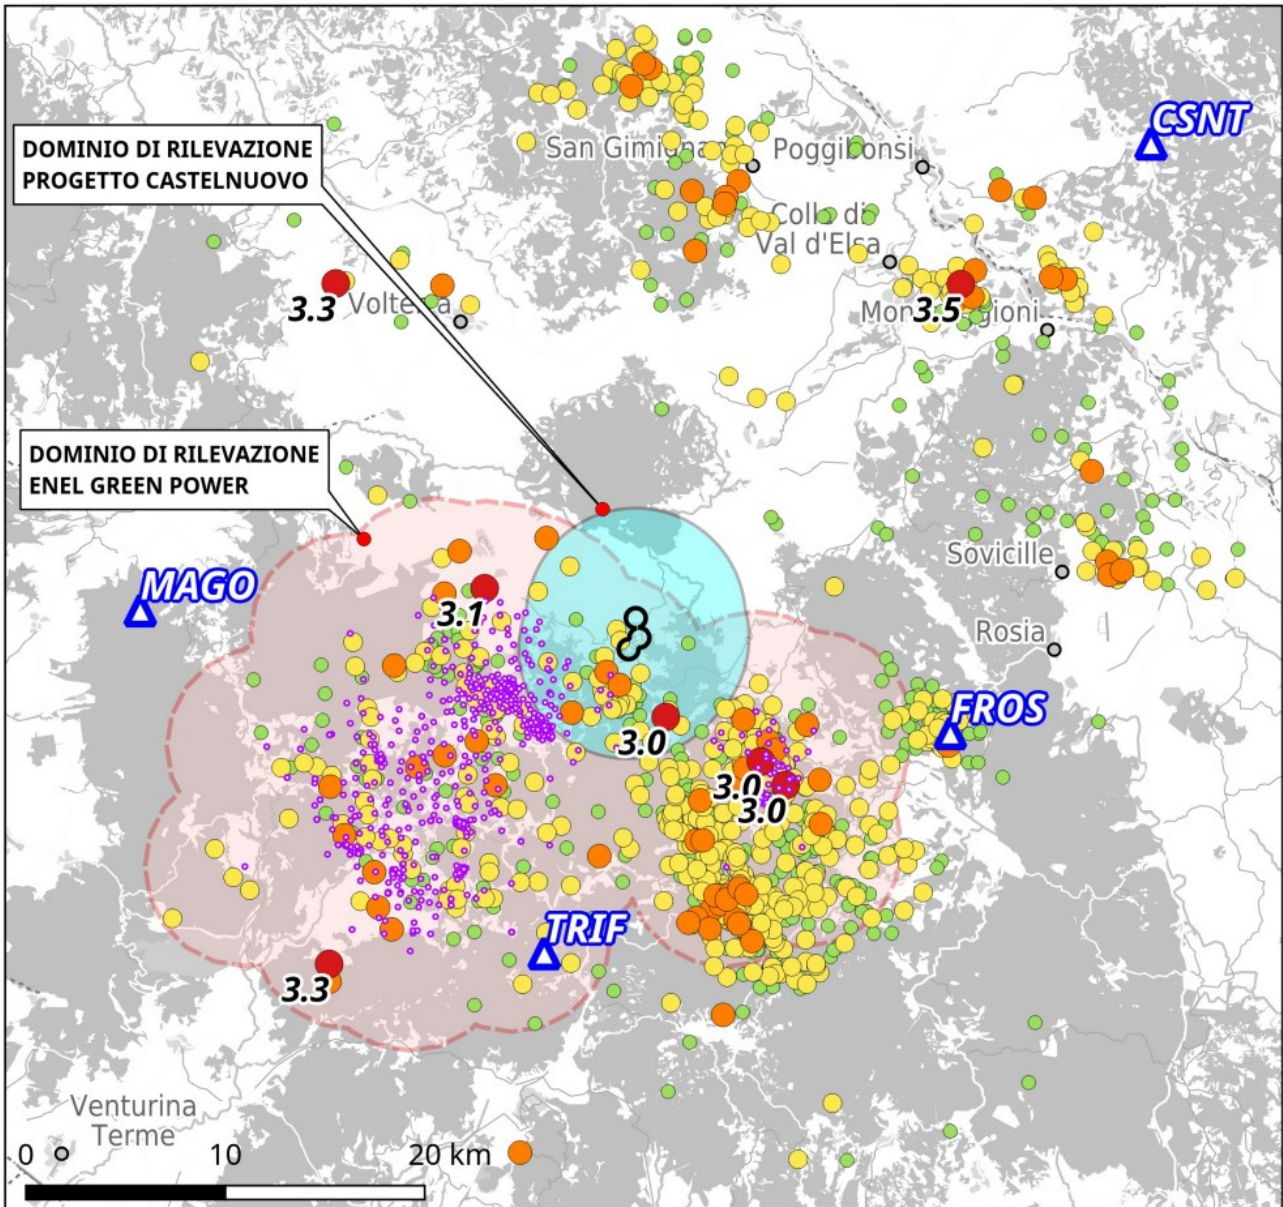 CSNT
DOMINIO DI RILEVAZIONE
PROGETTO CASTELNUOVO
San Gimignano
Poggibonsi
Colle di
Val d'Elsa
3.3
Volterra
Monteriggioni
3.5
DOMINIO DI RILEVAZIONE
ENEL GREEN POWER
Sovicille
MAGO
3.1
Rosia
FROS
3.0
3.0
3.0
TRIF
3.3
Venturina
Terme
0 10 20 km